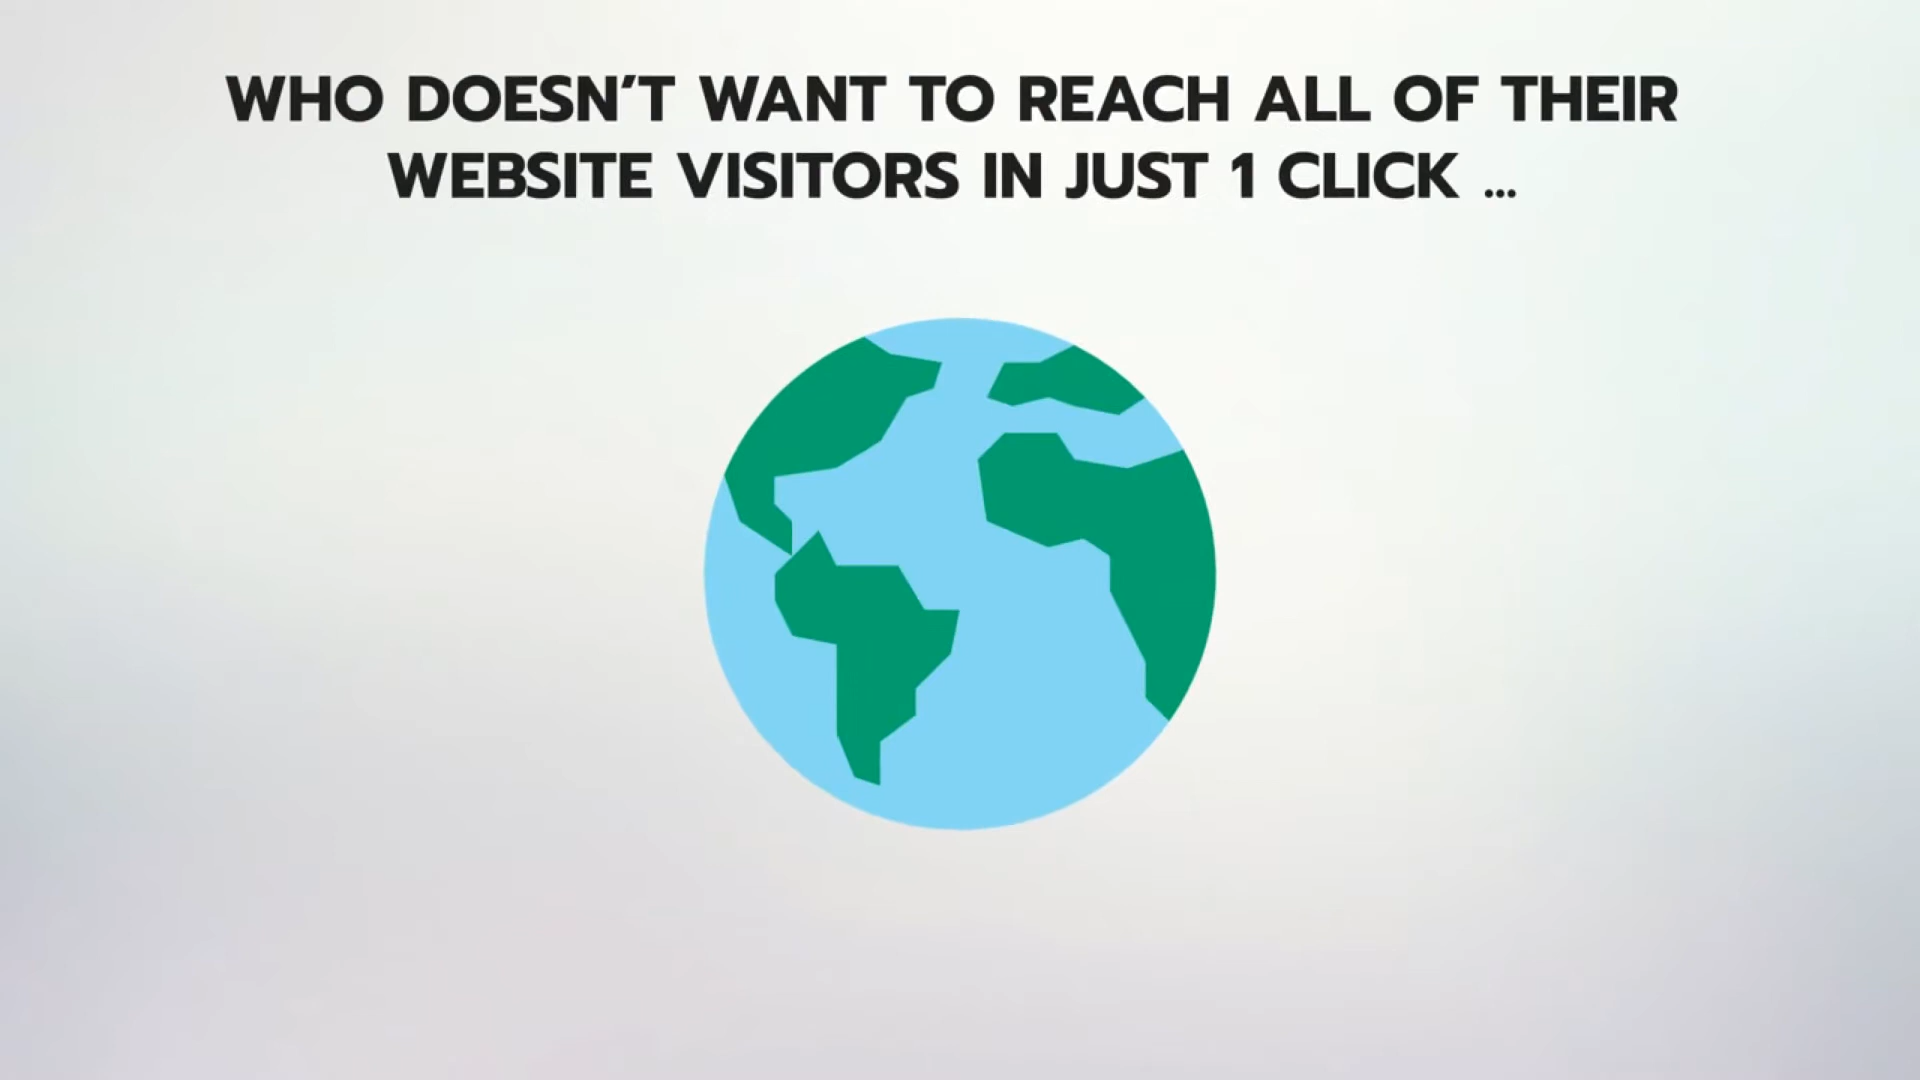 WHO DOESN’T WANT TO REACH ALL OF THEIR
WEBSITE VISITORS IN JUST 1 CLICK ...